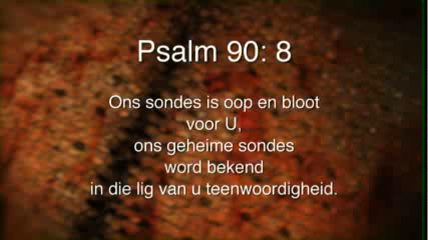 Psalm 90: 8
Ons sondes is oop en bloot
voor U,
ons geheime sondes
word bekend
in die lig van u teenwoordigheid.